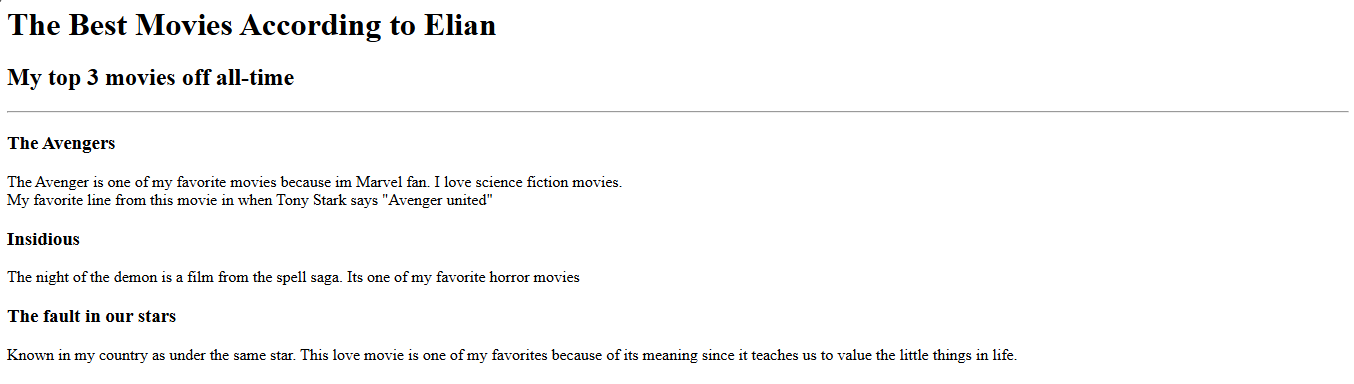 The Best Movies According to Elian
My top 3 movies off all-time
The Avengers
The Avenger is one of my favorite movies because im Marvel fan. I love science fiction movies.
My favorite line from this movie in when Tony Stark says "Avenger united"
Insidious
The night of the demon is a film from the spell saga. Its one of my favorite horror movies
The fault in our stars
Known in my country as under the same star. This love movie is one of my favorites because of its meaning since it teaches us to value the little things in life.